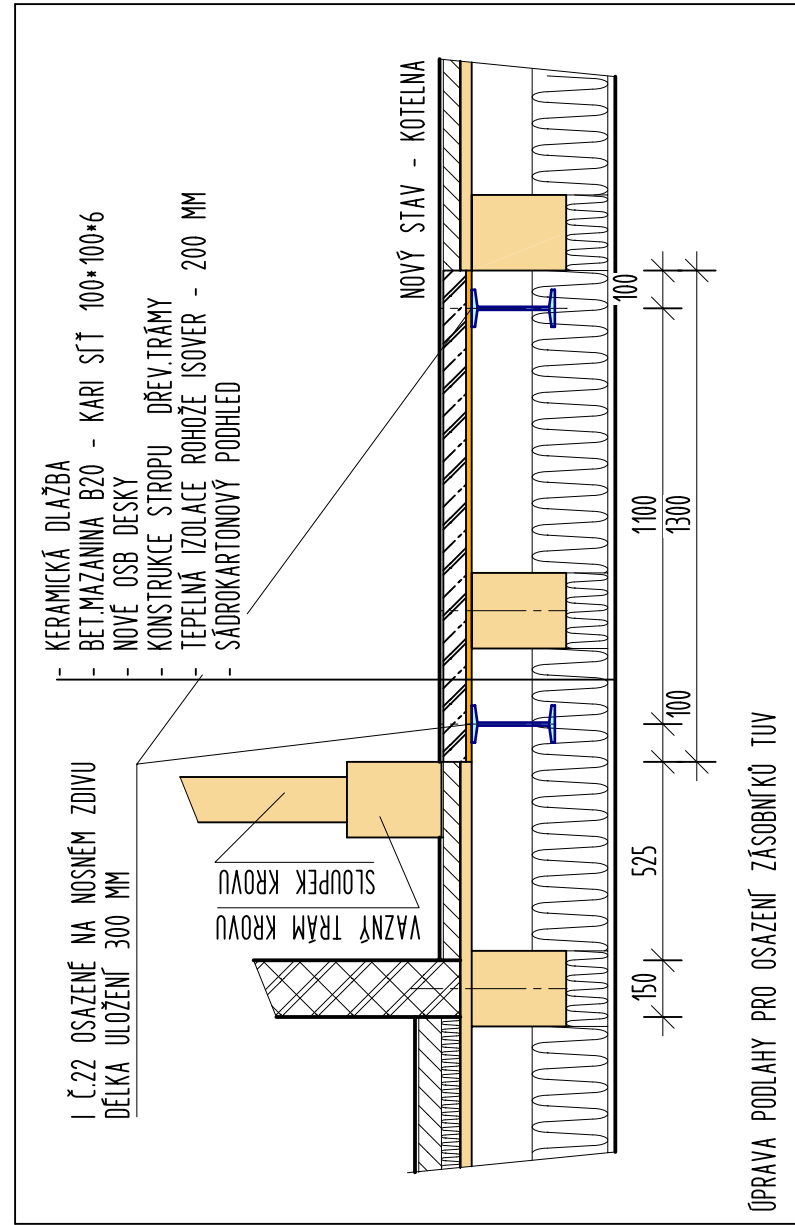 - KERAMICKÁ DLAŽBA
- BET.MAZANINA B20 - KARI SÍŤ 100*100*6
- NOVÉ OSB DESKY
- KONSTRUKCE STROPU DŘEV.TRÁMY
- TEPELNÁ IZOLACE ROHOŽE ISOVER - 200 MM
- SÁDROKARTONOVÝ PODHLED
I Č.22 OSAZENÉ NA NOSNÉM ZDIVU
DÉLKA ULOŽENÍ 300 MM
SLOUPEK KROVU
VAZNÝ TRÁM KROVU
NOVÝ STAV - KOTELNA
150
525
100
1100
100
1300
ÚPRAVA PODLAHY PRO OSAZENÍ ZÁSOBNÍKŮ TUV